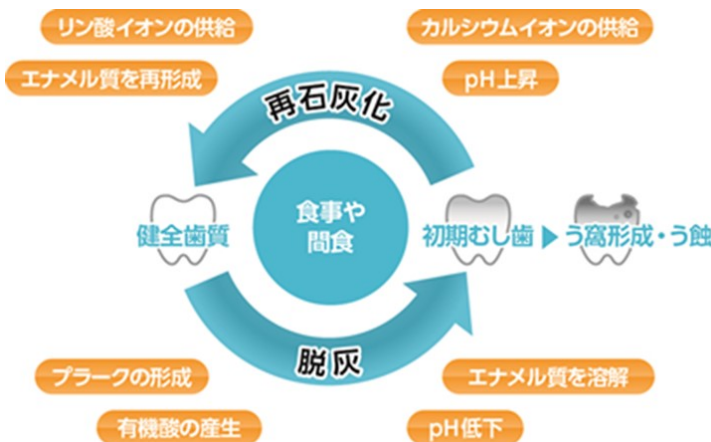 リン酸イオンの供給
カルシウムイオンの供給
エナメル質を再形成
pH上昇
再石灰化
食事や
間食
健全歯質
初期むし歯▶う窩形成・う蝕
脱灰
プラークの形成
エナメル質を溶解
有機酸の産生
pH低下